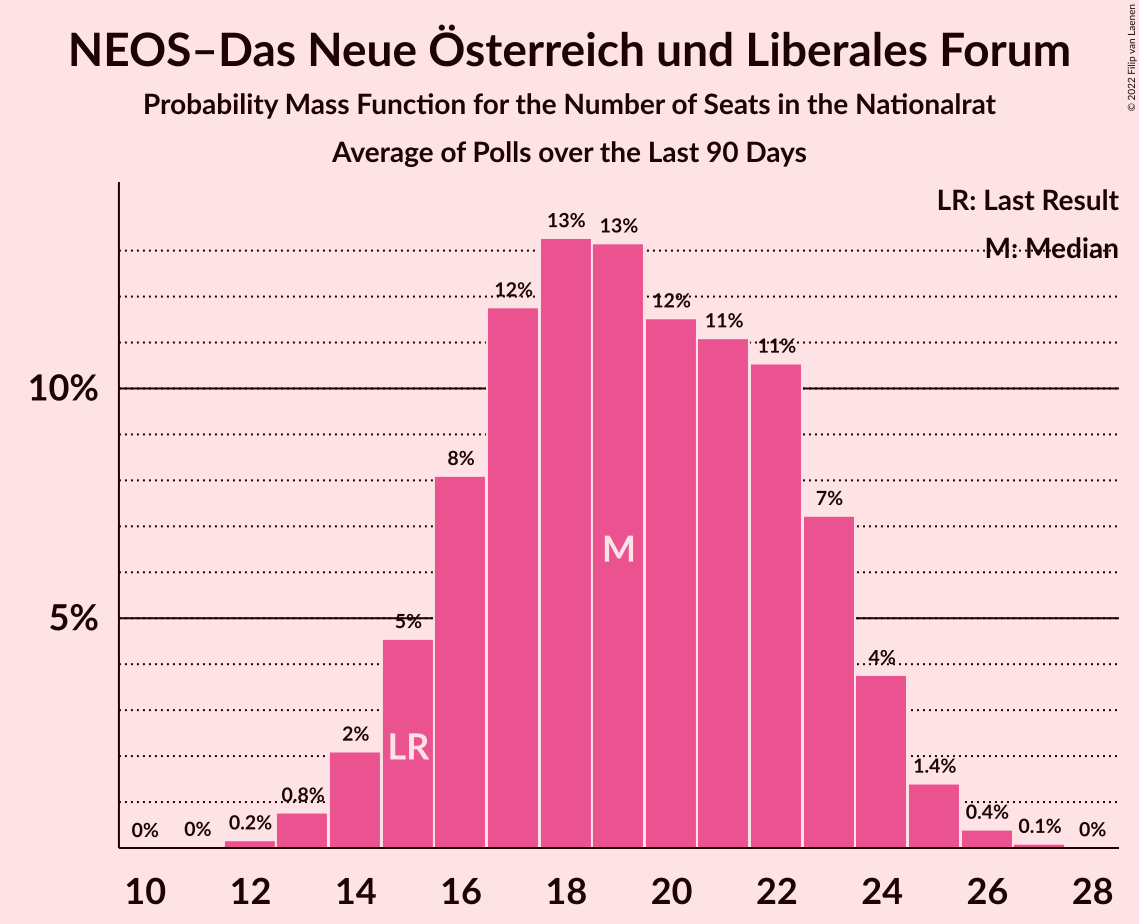 NEOS–Das Neue Österreich und Liberales Forum
Probability Mass Function for the Number of Seats in the Nationalrat
Average of Polls over the Last 90 Days
© 2022 Filip van Laenen
LR: Last Result
M: Median
10%
5%
0%
0%
0.2%
0.8%
2%
5%
8%
12%
13%
13%
12%
11%
11%
7%
4%
1.4%
0.4%
0.1%
0%
LR
M
10 12 14 16 18 20 22 24 26 28